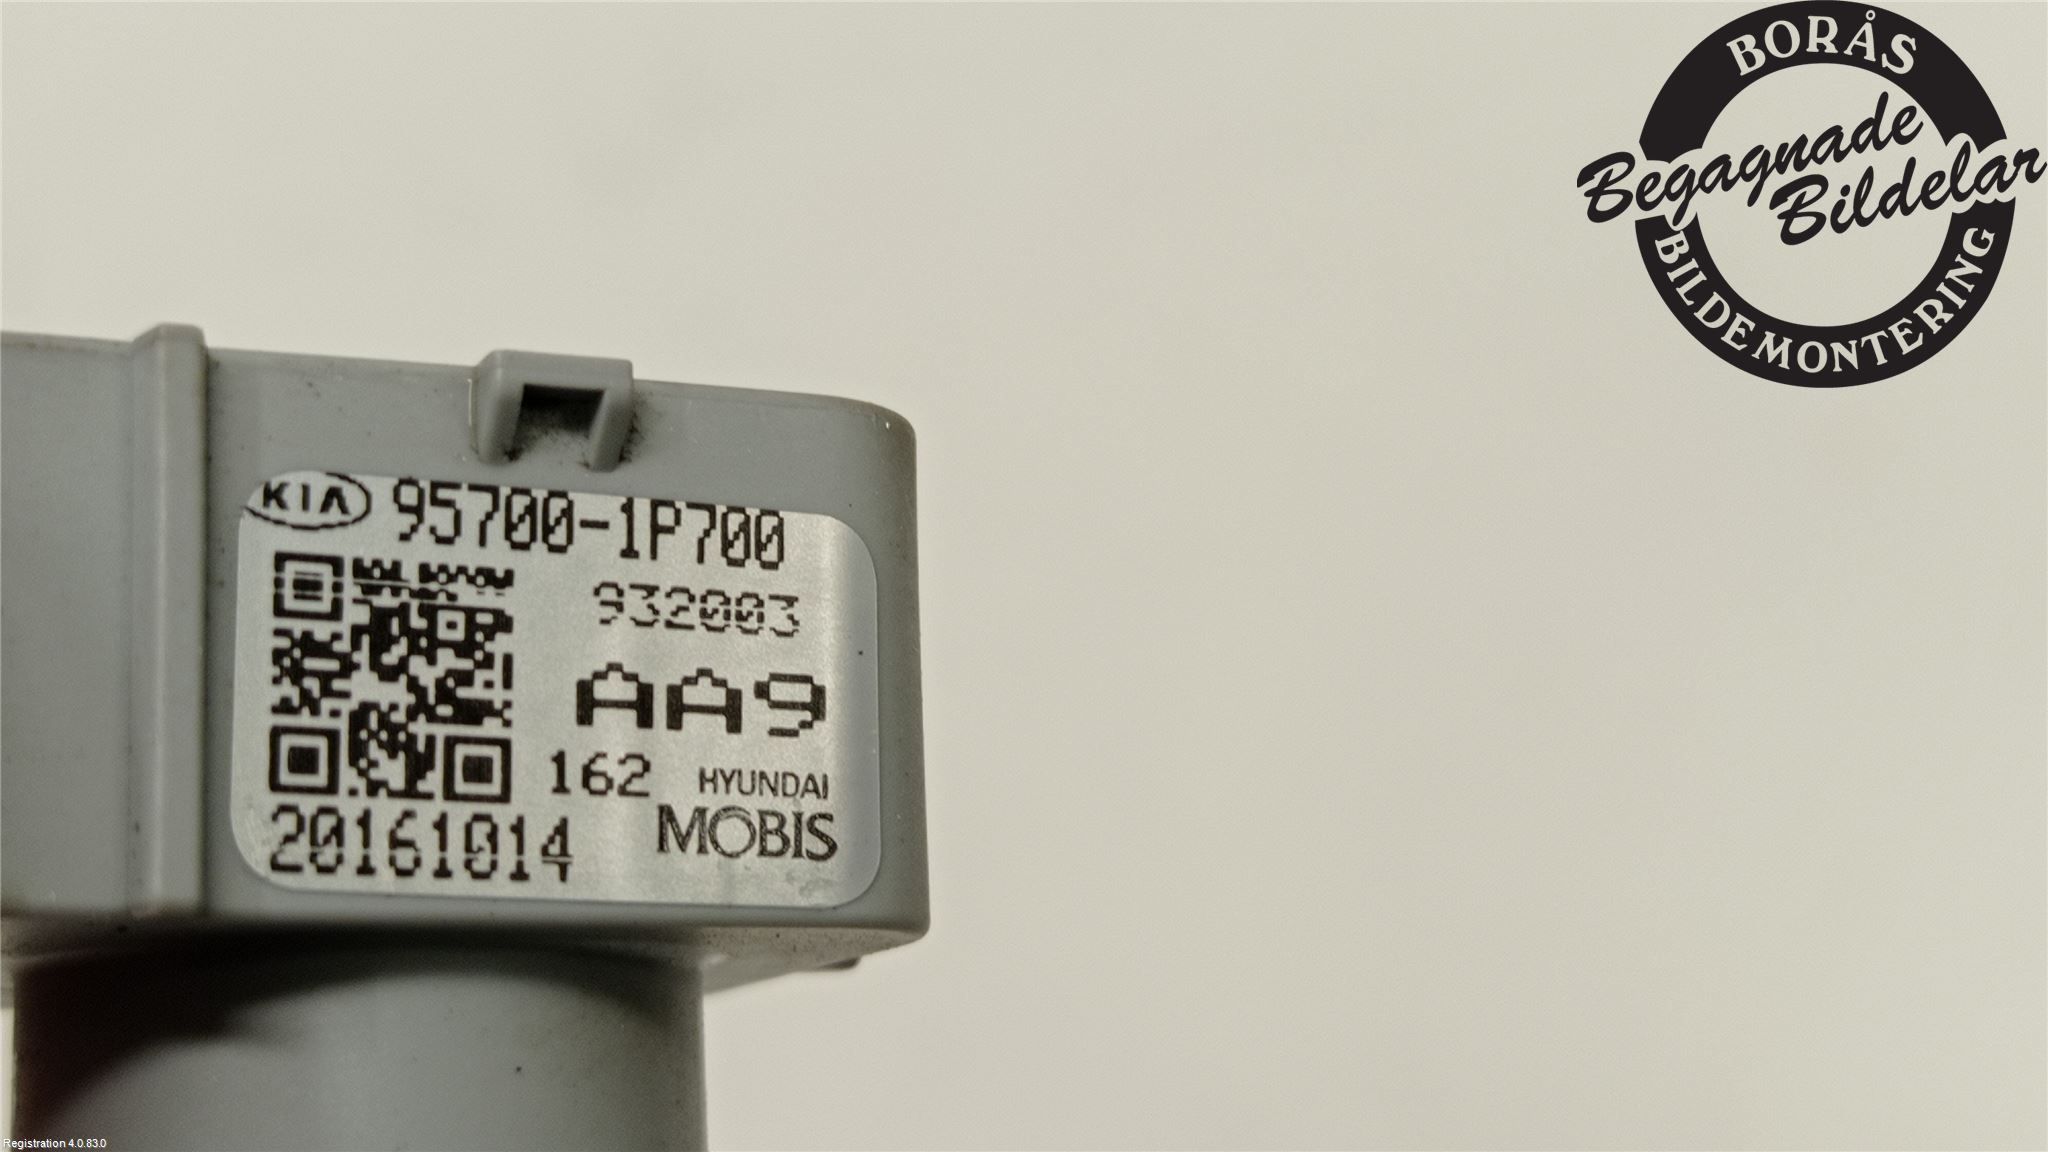 BORÅS
Begagnade
Bildelar
BILDEMONTERING
KIA 95700-1P700
932003
AA9
162 HYUNDAI
MOBIS
20161014
Registration 4.0.83.0